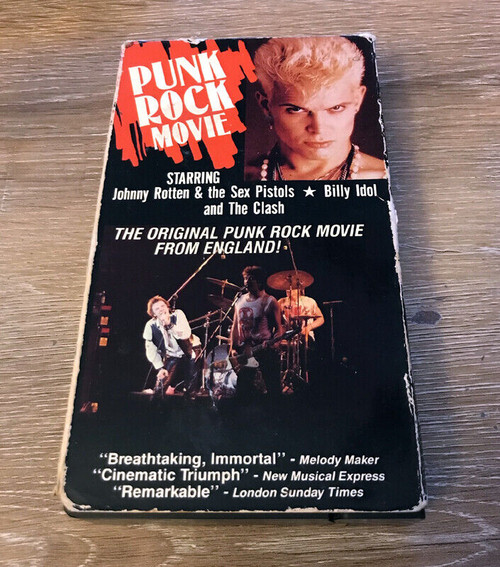 PUNK
ROCK
MOVIE
STARRING
Johnny Rotten & the Sex Pistols ★ Billy Idol
and The Clash
THE ORIGINAL PUNK ROCK MOVIE
FROM ENGLAND!
"Breathtaking, Immortal" - Melody Maker
"Cinematic Triumph" - New Musical Express
"Remarkable" - London Sunday Times